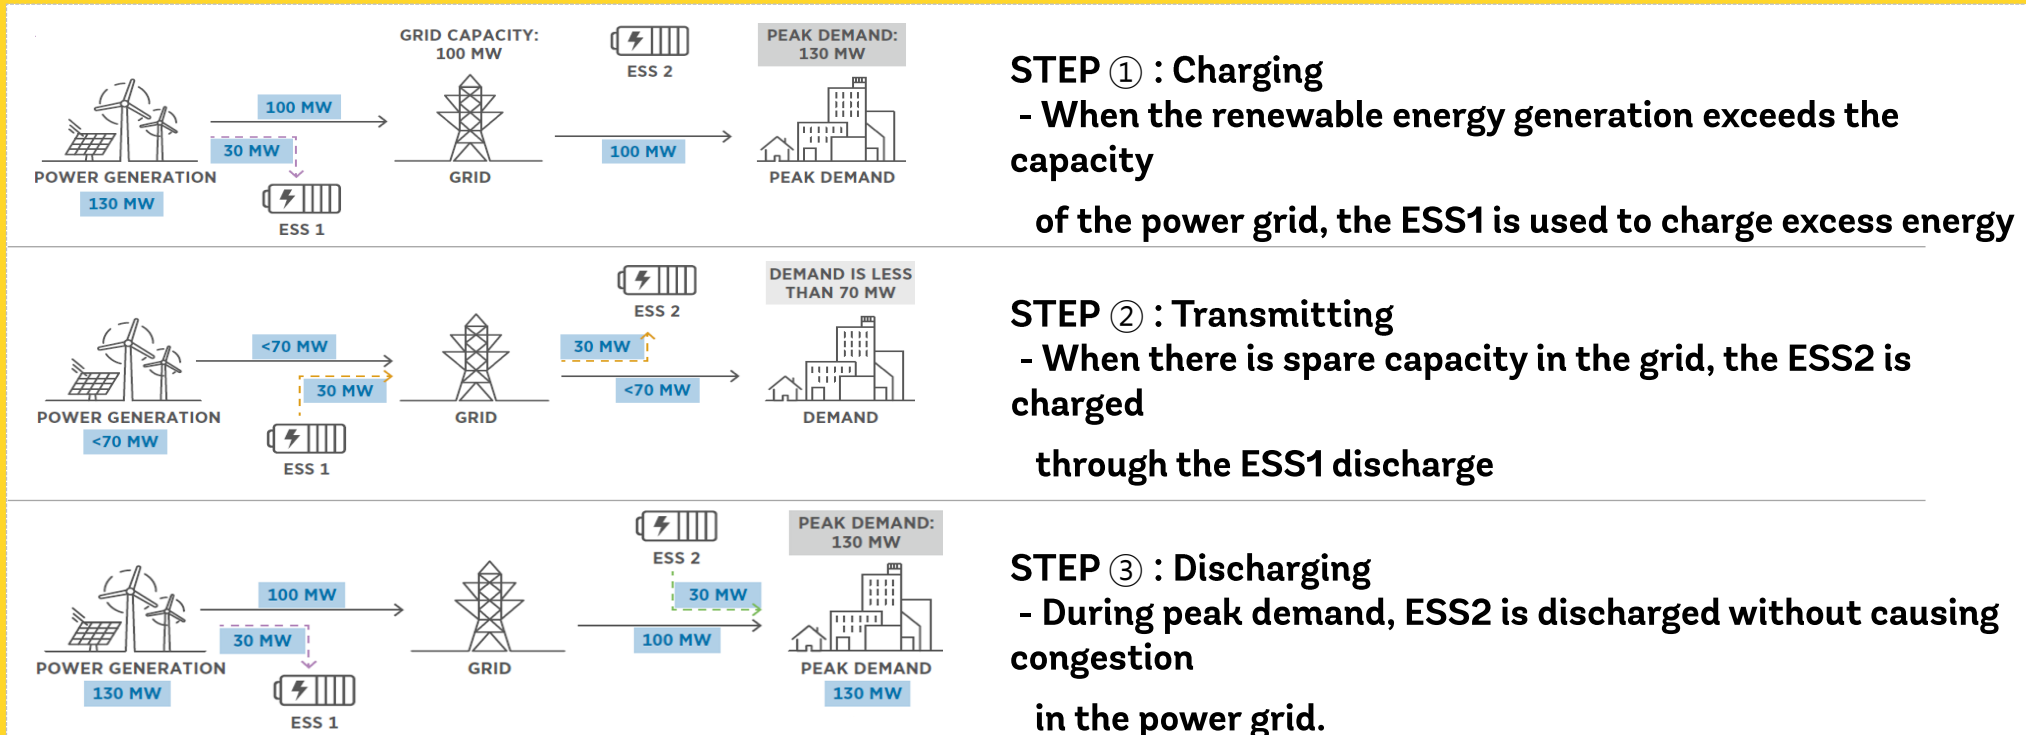 GRID CAPACITY:
100 MW
ESS 2
PEAK DEMAND:
130 MW
100 MW
30 MW
100 MW
POWER GENERATION
130 MW
ESS 1
GRID
PEAK DEMAND
STEP ① : Charging
- When the renewable energy generation exceeds the
capacity
of the power grid, the ESS1 is used to charge excess energy
ESS 2
DEMAND IS LESS
THAN 70 MW
<70 MW
30 MW
30 MW
<70 MW
POWER GENERATION
<70 MW
ESS 1
GRID
DEMAND
STEP ② : Transmitting
- When there is spare capacity in the grid, the ESS2 is
charged
through the ESS1 discharge
ESS 2
PEAK DEMAND:
130 MW
100 MW
30 MW
30 MW
100 MW
POWER GENERATION
130 MW
ESS 1
GRID
PEAK DEMAND
130 MW
STEP ③ : Discharging
- During peak demand, ESS2 is discharged without causing
congestion
in the power grid.